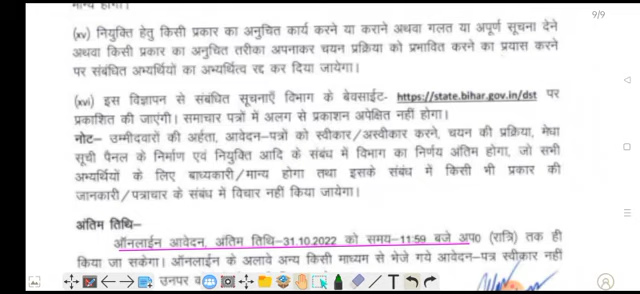 मान्य होगा।
9/9
(xv) नियुक्ति हेतु किसी प्रकार का अनुचित कार्य करने या कराने अथवा गलत या अपूर्ण सूचना देने
अथवा किसी प्रकार का अनुचित तरीका अपनाकर चयन प्रक्रिया को प्रभावित करने का प्रयास करने
पर संबंधित अभ्यर्थियों का अभ्यर्थित्व रद्द कर दिया जायेगा।
(xvi) इस विज्ञापन से संबंधित सूचनाएँ विभाग के बेवसाईट- https://state.bihar.gov.in/dst पर
प्रकाशित की जाएंगी। समाचार पत्रों में अलग से प्रकाशन अपेक्षित नहीं होगा।
नोट– उम्मीदवारों की अर्हता, आवेदन–पत्रों को स्वीकार/अस्वीकार करने, चयन की प्रक्रिया, मेधा
सूची पैनल के निर्माण एवं नियुक्ति आदि के संबंध में विभाग का निर्णय अंतिम होगा, जो सभी
अभ्यर्थियों के लिए बाध्यकारी/मान्य होगा तथा इसके संबंध में किसी भी प्रकार की
जानकारी/पत्राचार के संबंध में विचार नहीं किया जायेगा।
अंतिम तिथि–
ऑनलाईन आवेदन, अंतिम तिथि–31.10.2022 को समय–11:59 बजे अप0 (रात्रि) तक ही
किया जा सकेगा। ऑनलाईन के अलावे अन्य किसी माध्यम से भेजे गये आवेदन–पत्र स्वीकार नहीं
उनपर